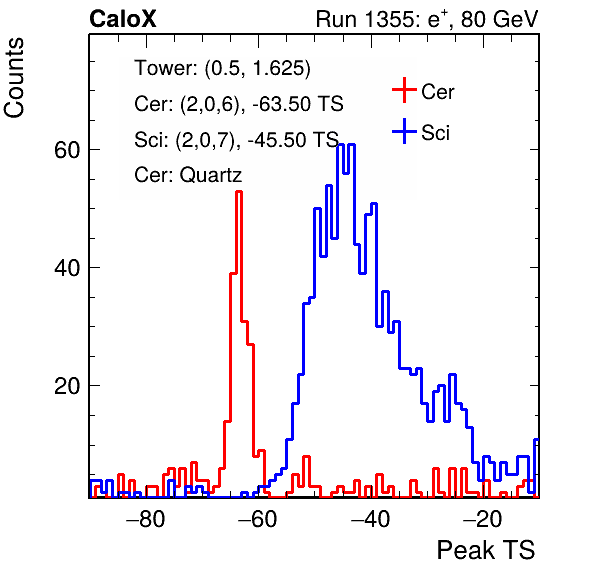 CaloX Run 1355: e⁺, 80 GeV
Counts
Tower: (0.5, 1.625)
Cer: (2,0,6), -63.50 TS
Sci: (2,0,7), -45.50 TS
Cer: Quartz
Cer
Sci
60
40
20
−80 −60 −40 −20
Peak TS